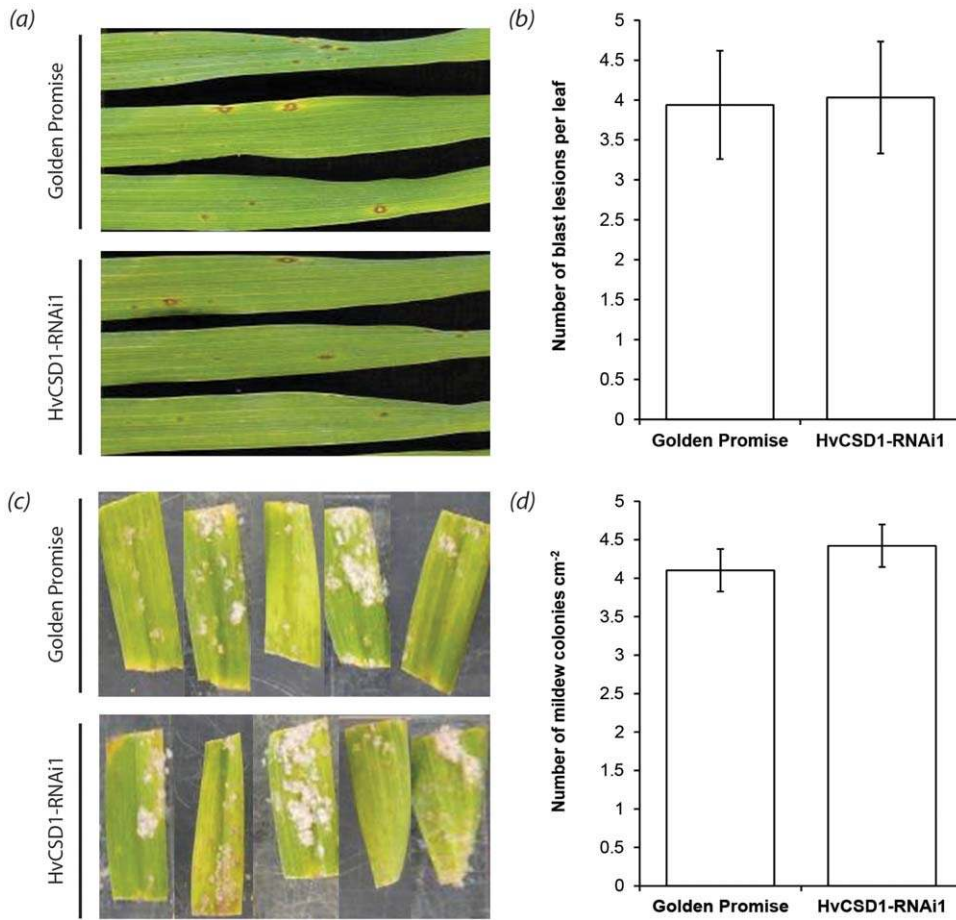 (a)
Golden Promise
HvCSD1-RNAi1
(b)
Number of blast lesions per leaf
5
4.5
4
3.5
3
2.5
2
1.5
1
0.5
0
Golden Promise
HvCSD1-RNAi1
(c)
Golden Promise
HvCSD1-RNAi1
(d)
Number of mildew colonies cm⁻²
5
4.5
4
3.5
3
2.5
2
1.5
1
0.5
0
Golden Promise
HvCSD1-RNAi1